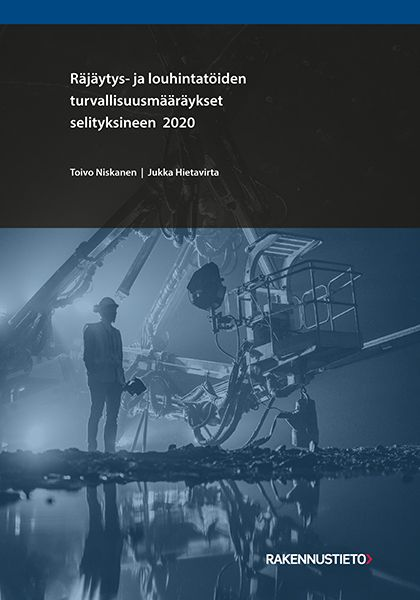 Räjäytys- ja louhintatöiden
turvallisuusmääräykset
selityksineen 2020
Toivo Niskanen | Jukka Hietavirta
RAKENNUSTIETO